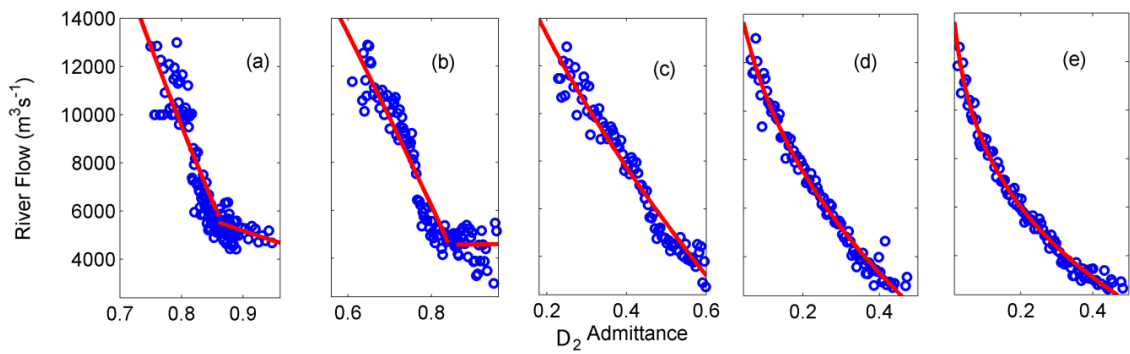 14000
12000
10000
8000
6000
4000
River Flow (m³s⁻¹)
(a)
(b)
(c)
(d)
(e)
0.7 0.8 0.9
0.6 0.8
0.2 0.4 0.6
0.2 0.4
0.2 0.4
D₂ Admittance